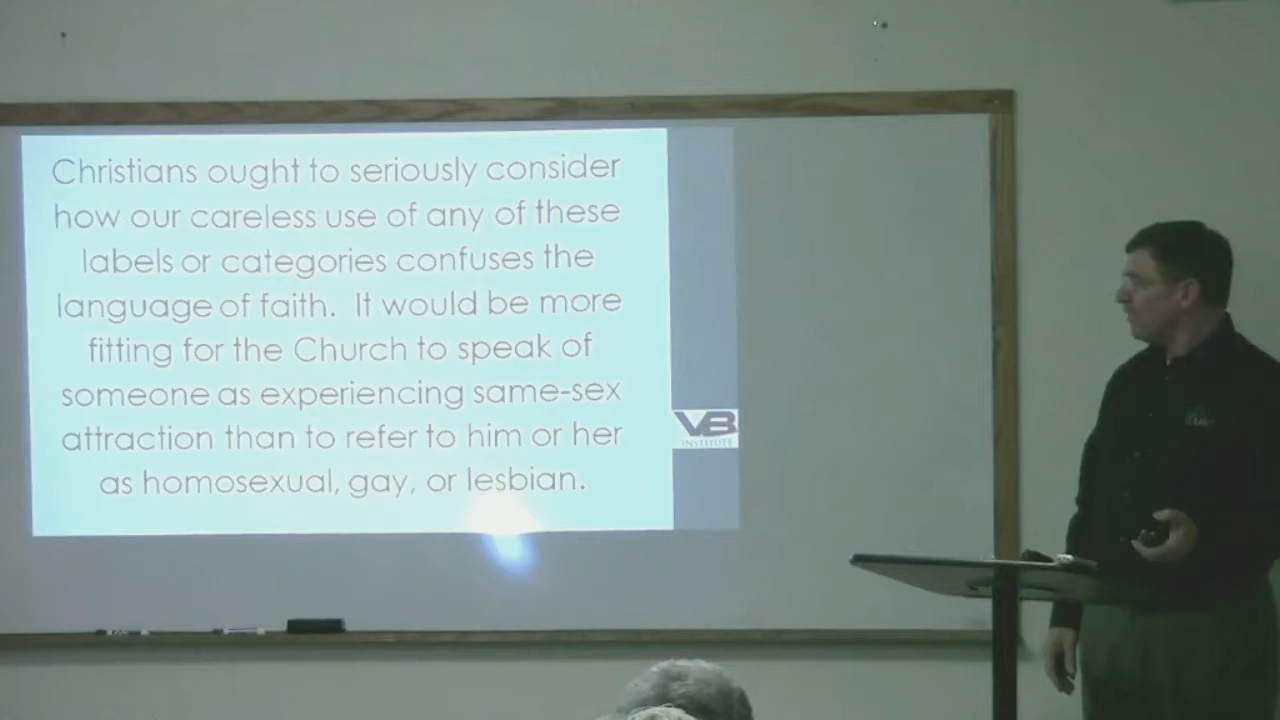 Christians ought to seriously consider
how our careless use of any of these
labels or categories confuses the
language of faith. It would be more
fitting for the Church to speak of
someone as experiencing same-sex
attraction than to refer to him or her
as homosexual, gay, or lesbian.
VB
INSTITUTE